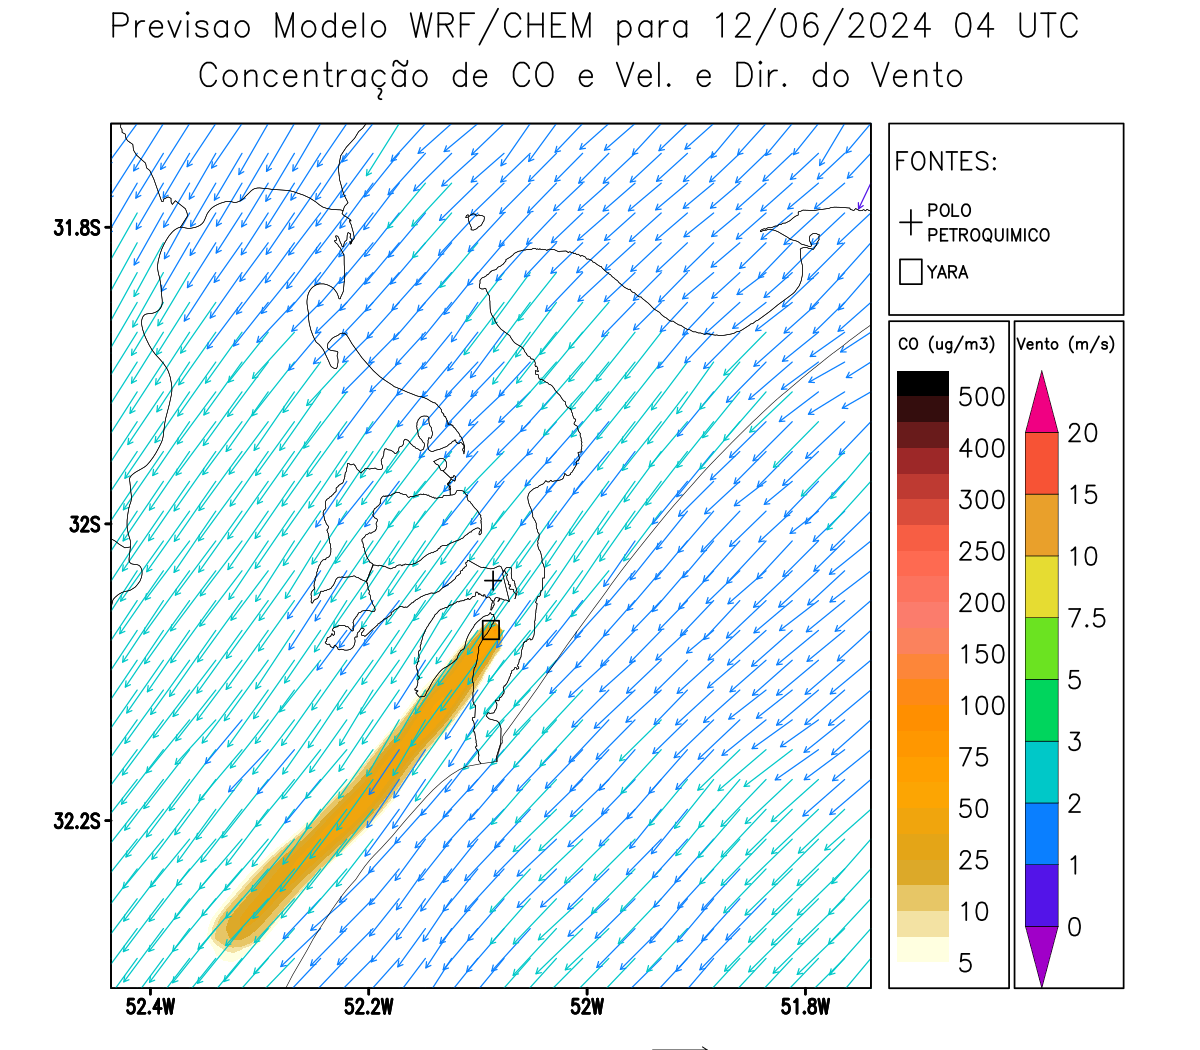 Previsao Modelo WRF/CHEM para 12/06/2024 04 UTC
Concentração de CO e Vel. e Dir. do Vento
FONTES:
POLO
PETROQUIMICO
YARA
CO (ug/m3)
500
400
300
250
200
150
100
75
50
25
10
5
Vento (m/s)
20
15
10
7.5
5
3
2
1
0
31.8S
32S
32.2S
52.4W
52.2W
52W
51.8W